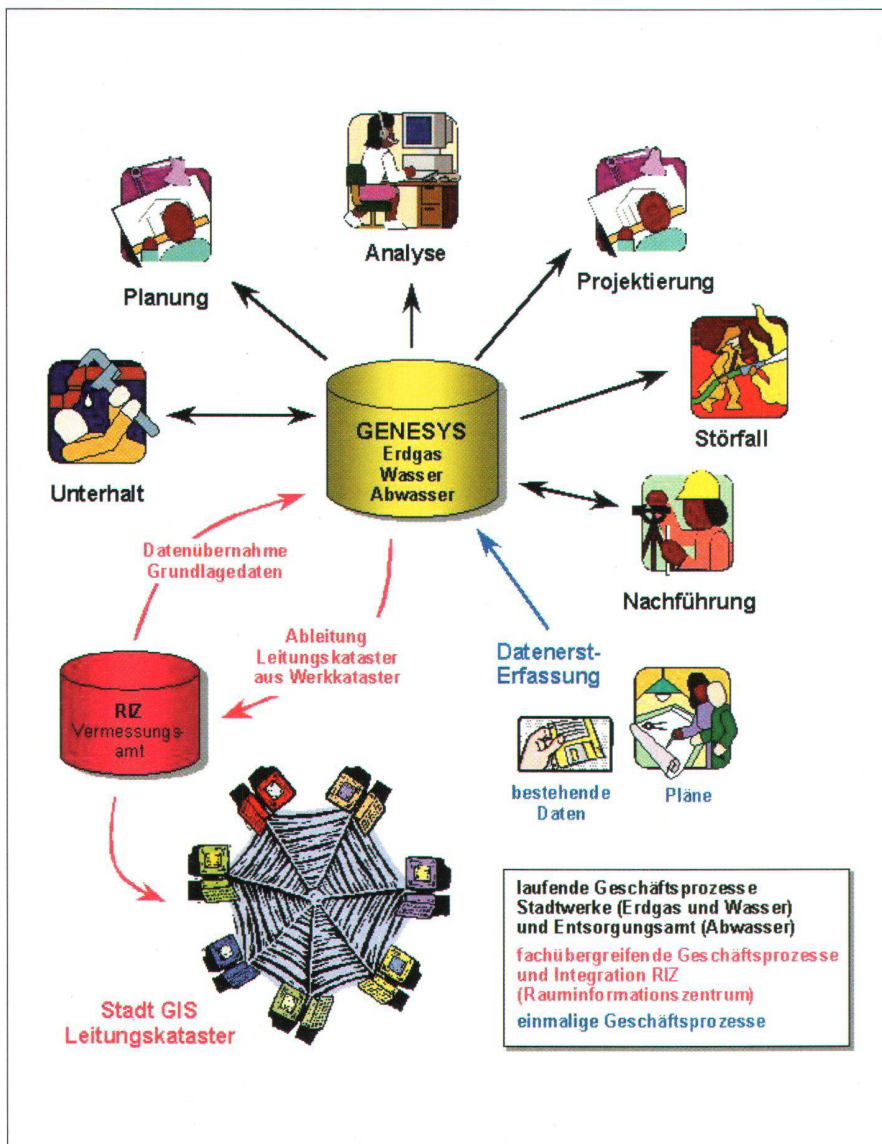 Analyse
Planung
Projektierung
Störfall
GENESYS
Erdgas
Wasser
Abwasser
Unterhalt
Nachführung
Datenübernahme
Grundlagedaten
Ableitung
Leitungskataster
aus Werkkataster
Datenerst-
Erfassung
RIZ
Vermessungs-
amt
bestehende
Daten
Pläne
Stadt GIS
Leitungskataster
laufende Geschäftsprozesse
Stadtwerke (Erdgas und Wasser)
und Entsorgungsamt (Abwasser)
fachübergreifende Geschäftsprozesse
und Integration RIZ
(Rauminformationszentrum)
einmalige Geschäftsprozesse